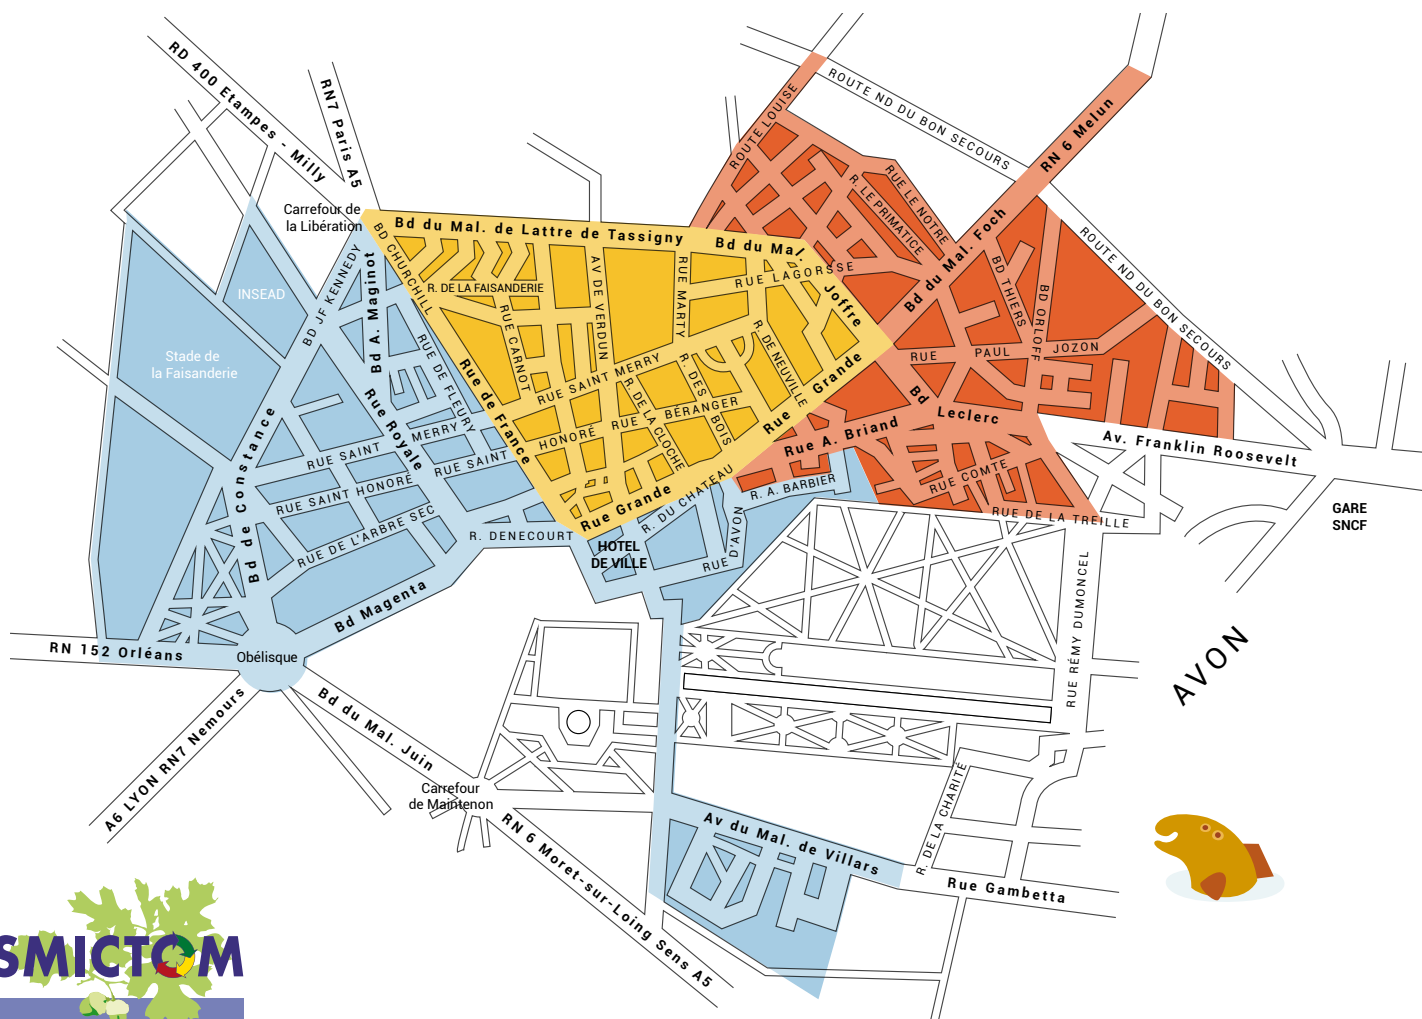 RD 400 Etampes - Milly
RN7 Paris A5
Carrefour de
la Libération
ROUTE LOUISE
ROUTE ND DU BON SECOURS
RN 6 Melun
RUE LE NOTRE
R. LE PRIMATICE
Bd du Mal. Foch
BD THIERS
BD ORLOFF
ROUTE ND DU BON SECOURS
Bd du Mal. de Lattre de Tassigny
Bd du Mal.
Joffre
RUE LAGORSSE
BD CHURCHILL
R. DE LA FAISANDERIE
AV DE VERDUN
RUE MARTY
RUE CARNOT
RUE SAINT MERRY
R. DE NEUVILLE
R. DES BOIS
R. DE LA CLOCHE
RUE BÉRANGER
HONORÉ
Rue Grande
Rue de France
Rue Grande
INSEAD
Stade de
la Faisanderie
BD JF KENNEDY
Bd A. Maginot
RUE DE FLEURY
Rue Royale
RUE SAINT MERRY
RUE SAINT
RUE SAINT HONORÉ
RUE DE L'ARBRE SEC
Bd de Constance
R. DENECOURT
Bd Magenta
RUE PAUL JOZON
Bd Leclerc
Rue A. Briand
R. A. BARBIER
RUE COMTE
RUE DE LA TREILLE
Av. Franklin Roosevelt
GARE
SNCF
R. DU CHATEAU
RUE D'AVON
HOTEL
DE VILLE
RN 152 Orléans
Obélisque
A6 LYON RN7 Nemours
Bd du Mal. Juin
Carrefour
de Maintenon
RN 6 Moret-sur-Loing Sens A5
RUE RÉMY DUMONCEL
AVON
R. DE LA CHARITÉ
Av du Mal. de Villars
Rue Gambetta
SMICTOM